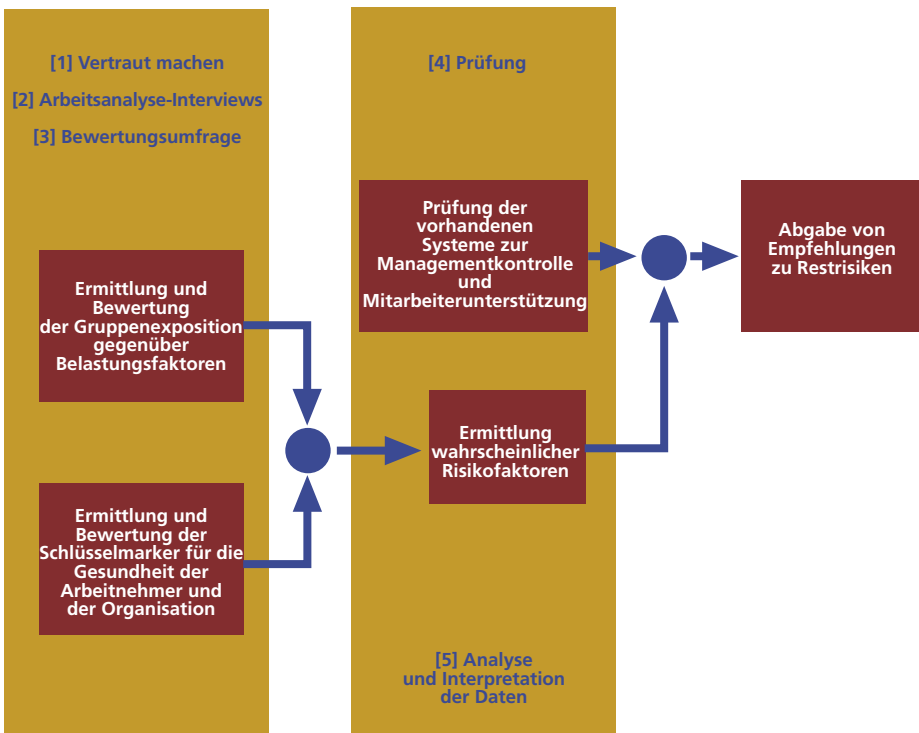 [1] Vertraut machen
[2] Arbeitsanalyse-Interviews
[3] Bewertungsumfrage
Ermittlung und
Bewertung
der Gruppenexposition
gegenüber
Belastungsfaktoren
Ermittlung und
Bewertung der
Schlüsselmarker für die
Gesundheit der
Arbeitnehmer und
der Organisation
[4] Prüfung
Prüfung der
vorhandenen
Systeme zur
Managementkontrolle
und
Mitarbeiterunterstützung
Ermittlung
wahrscheinlicher
Risikofaktoren
[5] Analyse
und Interpretation
der Daten
Abgabe von
Empfehlungen
zu Restrisiken